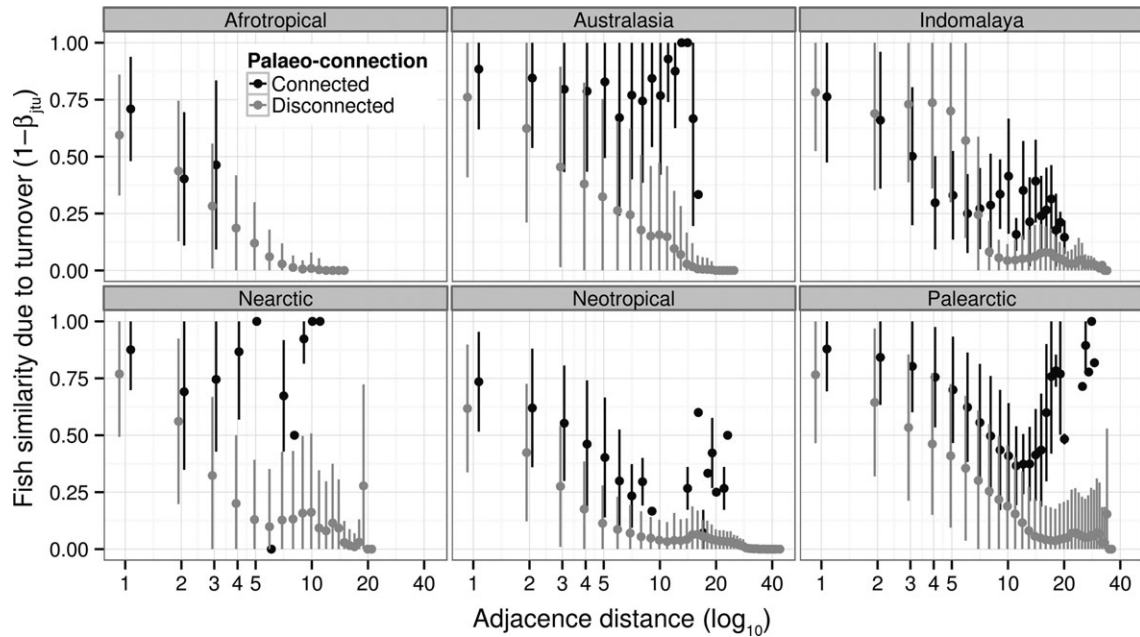 Afrotropical
Australasia
Indomalaya
1.00
0.75
0.50
0.25
0.00
Palaeo-connection
Connected
Disconnected
Fish similarity due to turnover (1−βjtu)
Nearctic
Neotropical
Palearctic
1.00
0.75
0.50
0.25
0.00
1 2 3 4 5 10 20 40
1 2 3 4 5 10 20 40
1 2 3 4 5 10 20 40
Adjacence distance (log10)